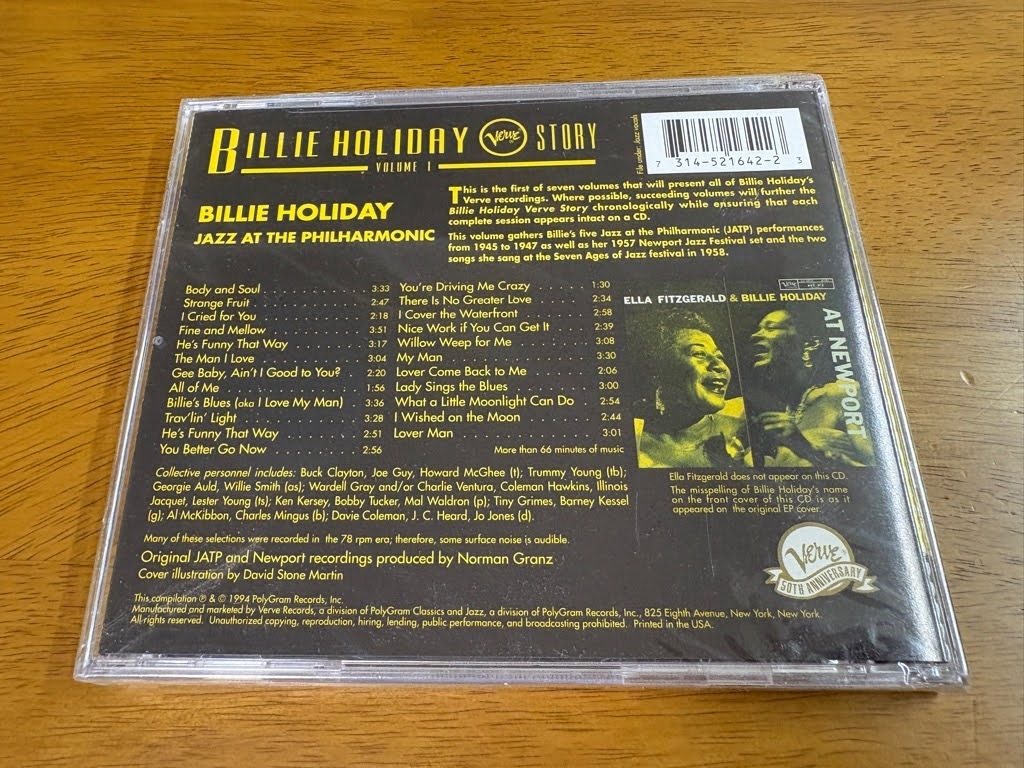 BILLIE HOLIDAY Verve STORY
VOLUME 1
File under: Jazz vocals
7 314-521642-2 3
BILLIE HOLIDAY
JAZZ AT THE PHILHARMONIC
This is the first of seven volumes that will present all of Billie Holiday's
Verve recordings. Where possible, succeeding volumes will further the
Billie Holiday Verve Story chronologically while ensuring that each
complete session appears intact on a CD.
This volume gathers Billie's five Jazz at the Philharmonic (JATP) performances
from 1945 to 1947 as well as her 1957 Newport Jazz Festival set and the two
songs she sang at the Seven Ages of Jazz festival in 1958.
Body and Soul . . . . . . . . . . . 3:33
Strange Fruit . . . . . . . . . . . 2:47
I Cried for You . . . . . . . . . . 2:18
Fine and Mellow . . . . . . . . . . 3:51
He's Funny That Way . . . . . . . . 3:17
The Man I Love . . . . . . . . . . 3:04
Gee Baby, Ain't I Good to You? . . 2:20
All of Me . . . . . . . . . . . . . 1:56
Billie's Blues (aka I Love My Man) . . 3:36
Trav'lin' Light . . . . . . . . . . 3:28
He's Funny That Way . . . . . . . . 2:51
You Better Go Now . . . . . . . . . 2:56
You're Driving Me Crazy . . . . . . 1:30
There Is No Greater Love . . . . . 2:34
I Cover the Waterfront . . . . . . 2:58
Nice Work if You Can Get It . . . . 2:39
Willow Weep for Me . . . . . . . . 3:08
My Man . . . . . . . . . . . . . . 3:30
Lover Come Back to Me . . . . . . . 2:06
Lady Sings the Blues . . . . . . . 3:00
What a Little Moonlight Can Do . . 2:54
I Wished on the Moon . . . . . . . 2:44
Lover Man . . . . . . . . . . . . . 3:01
More than 66 minutes of music
ELLA FITZGERALD & BILLIE HOLIDAY
AT NEWPORT
Ella Fitzgerald does not appear on this CD.
The misspelling of Billie Holiday's name
on the front cover of this CD is as it
appeared on the original EP cover.
Collective personnel includes: Buck Clayton, Joe Guy, Howard McGhee (t); Trummy Young (tb);
Georgie Auld, Willie Smith (as); Wardell Gray and/or Charlie Ventura, Coleman Hawkins, Illinois
Jacquet, Lester Young (ts); Ken Kersey, Bobby Tucker, Mal Waldron (p); Tiny Grimes, Barney Kessel
(g); Al McKibbon, Charles Mingus (b); Davie Coleman, J. C. Heard, Jo Jones (d).
Many of these selections were recorded in the 78 rpm era; therefore, some surface noise is audible.
Original JATP and Newport recordings produced by Norman Granz
Cover illustration by David Stone Martin
Verve
50TH ANNIVERSARY
This compilation ℗ & © 1994 PolyGram Records, Inc.
Manufactured and marketed by Verve Records, a division of PolyGram Classics and Jazz, a division of PolyGram Records, Inc., 825 Eighth Avenue, New York, New York.
All rights reserved. Unauthorized copying, reproduction, hiring, lending, public performance, and broadcasting prohibited. Printed in the USA.